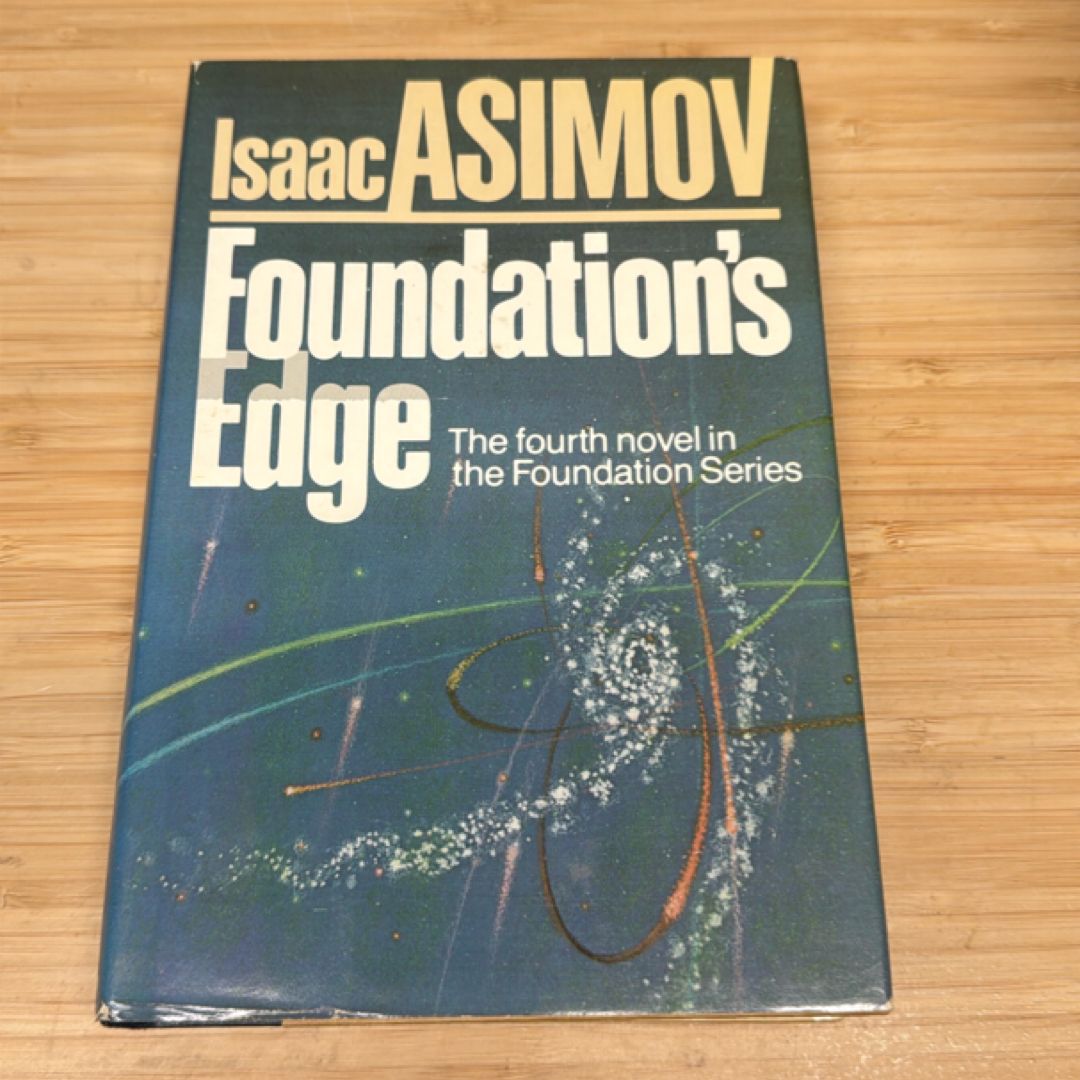 Isaac ASIMOV
Foundation's
Edge
The fourth novel in
the Foundation Series